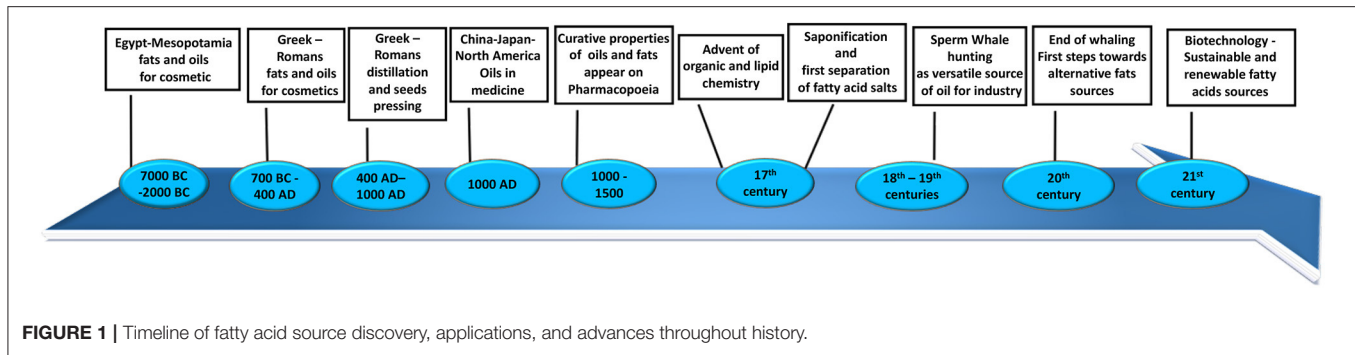 Egypt-Mesopotamia
fats and oils
for cosmetic
Greek –
Romans
fats and oils
for cosmetics
Greek –
Romans
distillation
and seeds
pressing
China-Japan-
North America
Oils in
medicine
Curative properties
of oils and fats
appear on
Pharmacopoeia
Advent of
organic and lipid
chemistry
Saponification
and
first separation
of fatty acid salts
Sperm Whale
hunting
as versatile source
of oil for industry
End of whaling
First steps towards
alternative fats
sources
Biotechnology -
Sustainable and
renewable fatty
acids sources
7000 BC
-2000 BC
700 BC -
400 AD
400 AD–
1000 AD
1000 AD
1000 -
1500
17th
century
18th – 19th
centuries
20th
century
21st
century
FIGURE 1 | Timeline of fatty acid source discovery, applications, and advances throughout history.